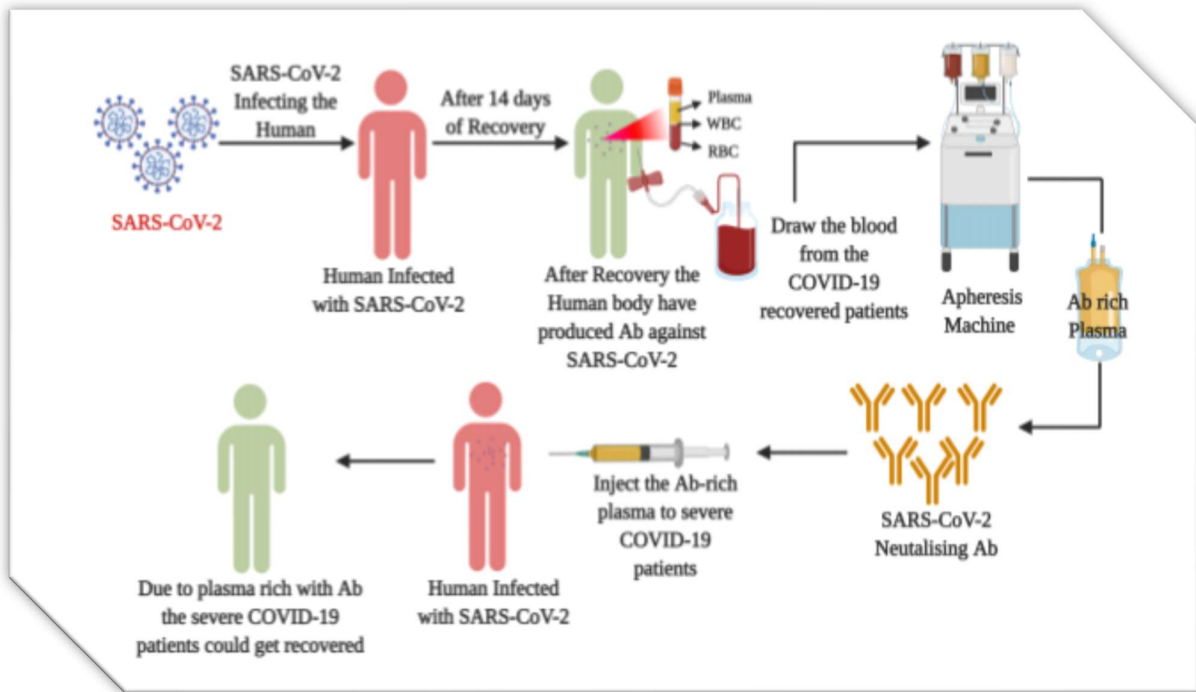 SARS-CoV-2
Infecting the
Human
SARS-CoV-2
After 14 days
of Recovery
Human Infected
with SARS-CoV-2
Plasma
WBC
RBC
After Recovery the
Human body have
produced Ab against
SARS-CoV-2
Draw the blood
from the
COVID-19
recovered patients
Apheresis
Machine
Ab rich
Plasma
SARS-CoV-2
Neutalising Ab
Inject the Ab-rich
plasma to severe
COVID-19
patients
Human Infected
with SARS-CoV-2
Due to plasma rich with Ab
the severe COVID-19
patients could get recovered